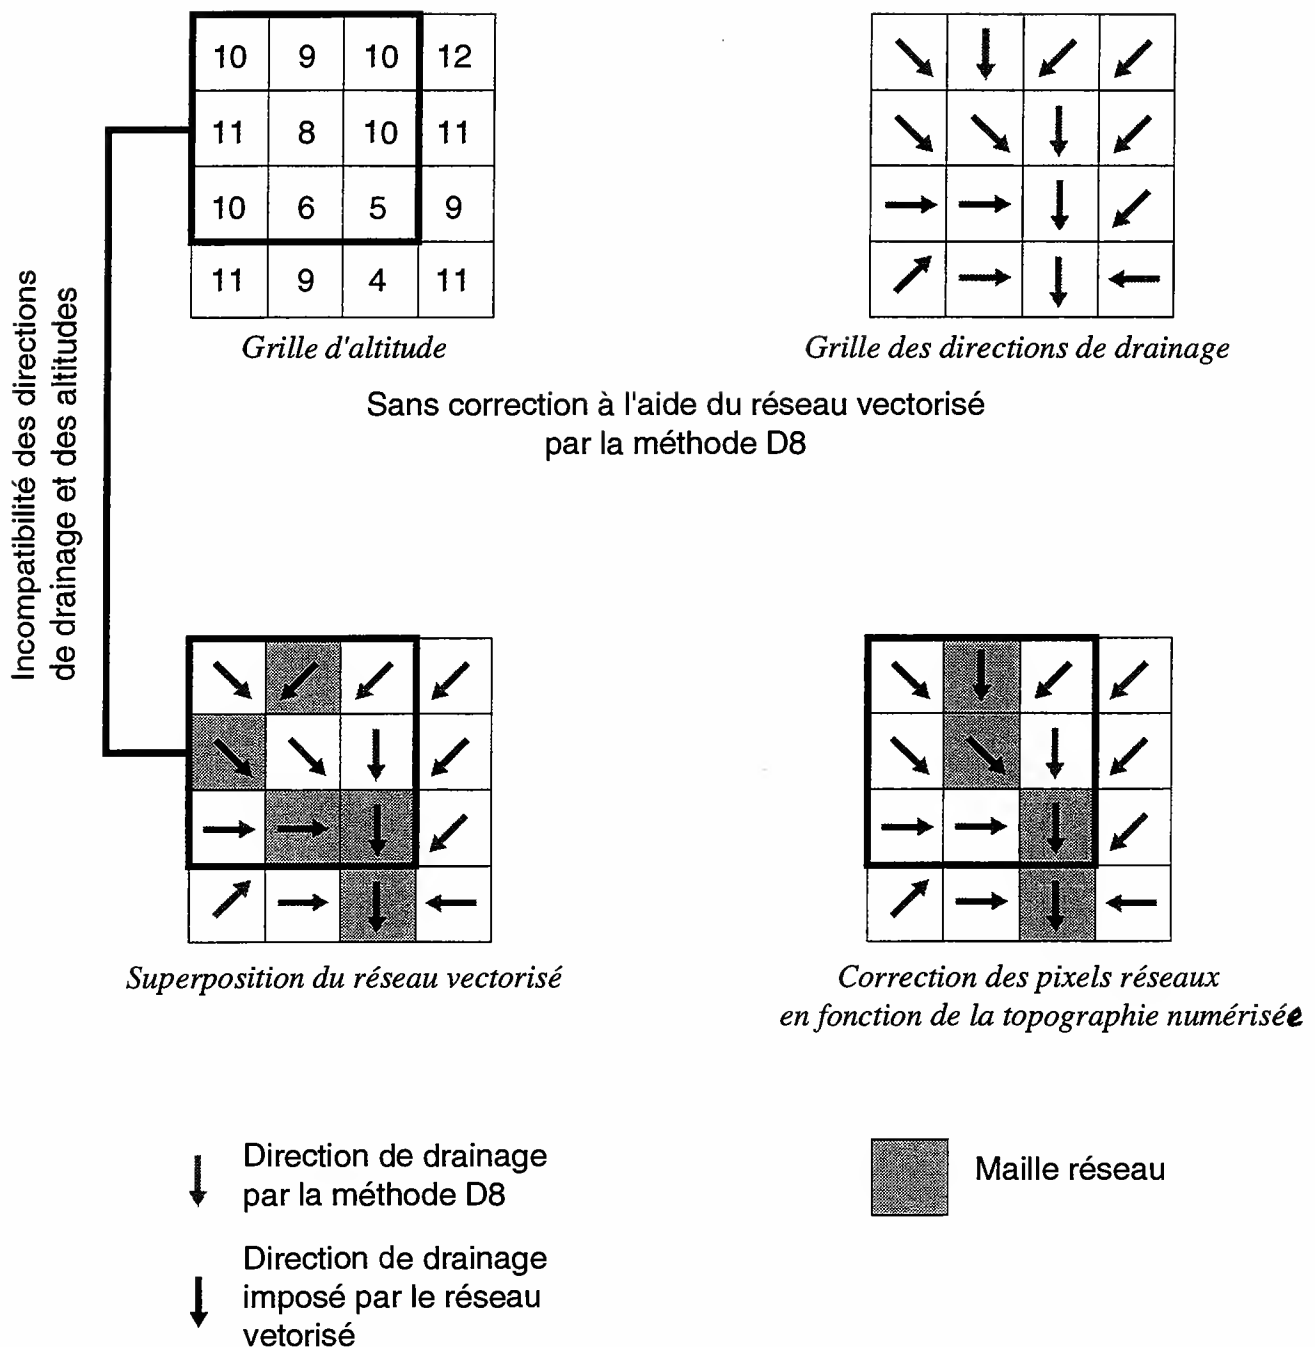 10 9 10 12
11 8 10 11
10 6 5 9
11 9 4 11
Grille d'altitude
Grille des directions de drainage
Sans correction à l'aide du réseau vectorisé
par la méthode D8
Incompatibilité des directions
de drainage et des altitudes
Superposition du réseau vectorisé
Correction des pixels réseaux
en fonction de la topographie numérisée
Direction de drainage
par la méthode D8
Direction de drainage
imposé par le réseau
vetorisé
Maille réseau